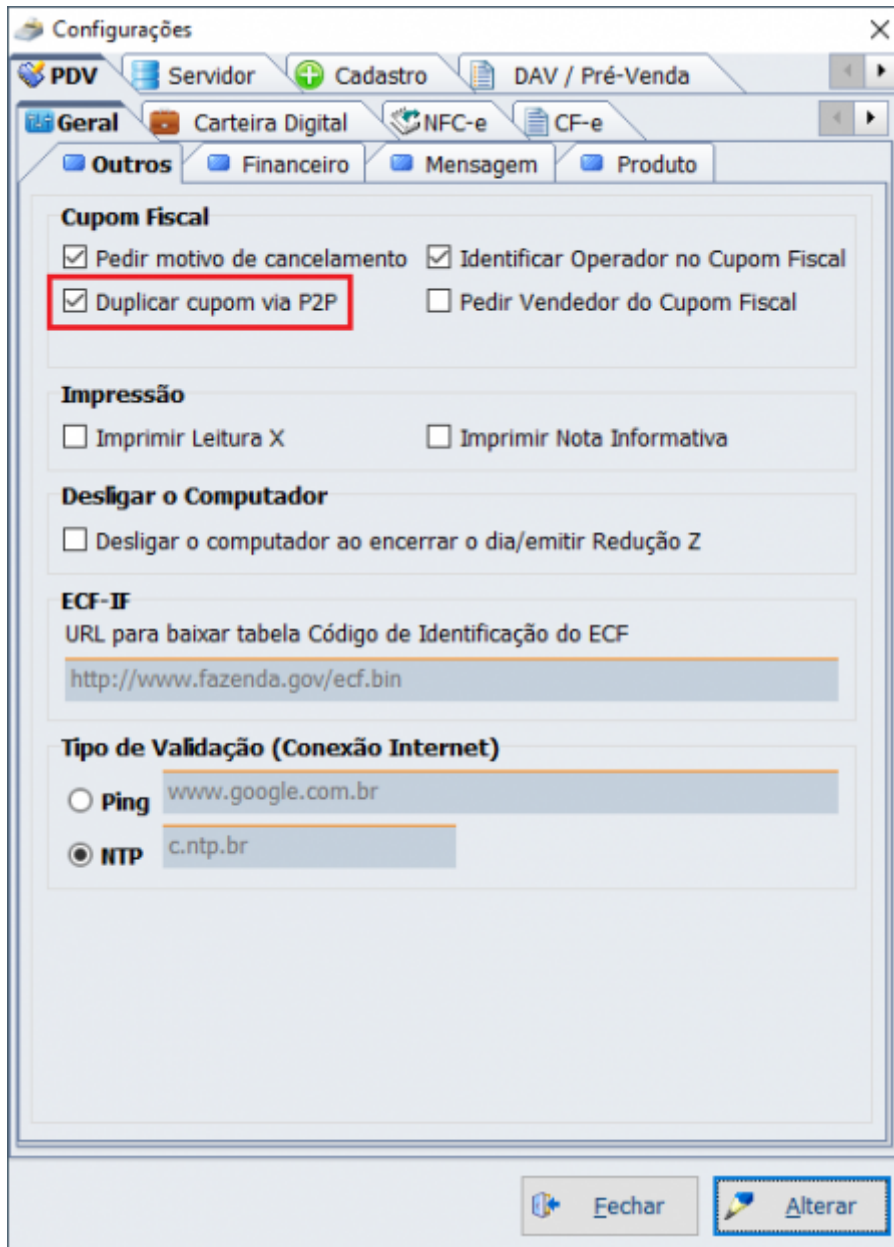 Configurações
PDV Servidor Cadastro DAV / Pré-Venda
Geral Carteira Digital NFC-e CF-e
Outros Financeiro Mensagem Produto
Cupom Fiscal
Pedir motivo de cancelamento Identificar Operador no Cupom Fiscal
Duplicar cupom via P2P Pedir Vendedor do Cupom Fiscal
Impressão
Imprimir Leitura X Imprimir Nota Informativa
Desligar o Computador
Desligar o computador ao encerrar o dia/emitir Redução Z
ECF-IF
URL para baixar tabela Código de Identificação do ECF
http://www.fazenda.gov/ecf.bin
Tipo de Validação (Conexão Internet)
Ping www.google.com.br
NTP c.ntp.br
Fechar Alterar